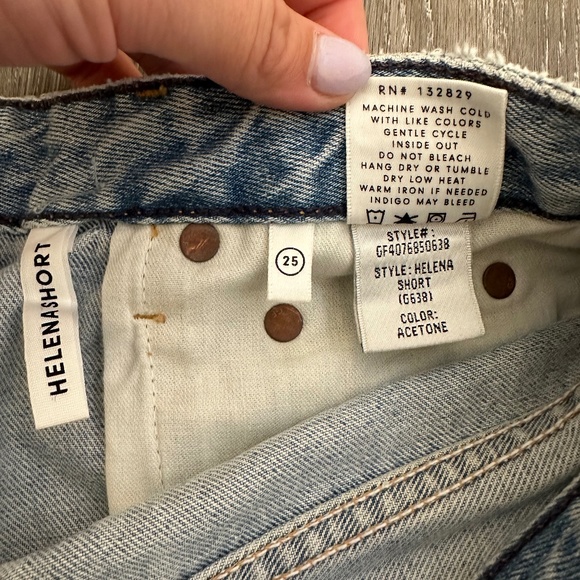 RN# 132829
MACHINE WASH COLD
WITH LIKE COLORS
GENTLE CYCLE
INSIDE OUT
DO NOT BLEACH
HANG DRY OR TUMBLE
DRY LOW HEAT
WARM IRON IF NEEDED
INDIGO MAY BLEED
STYLE#:
GF4076850638
STYLE: HELENA
SHORT
(G638)
COLOR:
ACETONE
25
HELENA SHORT